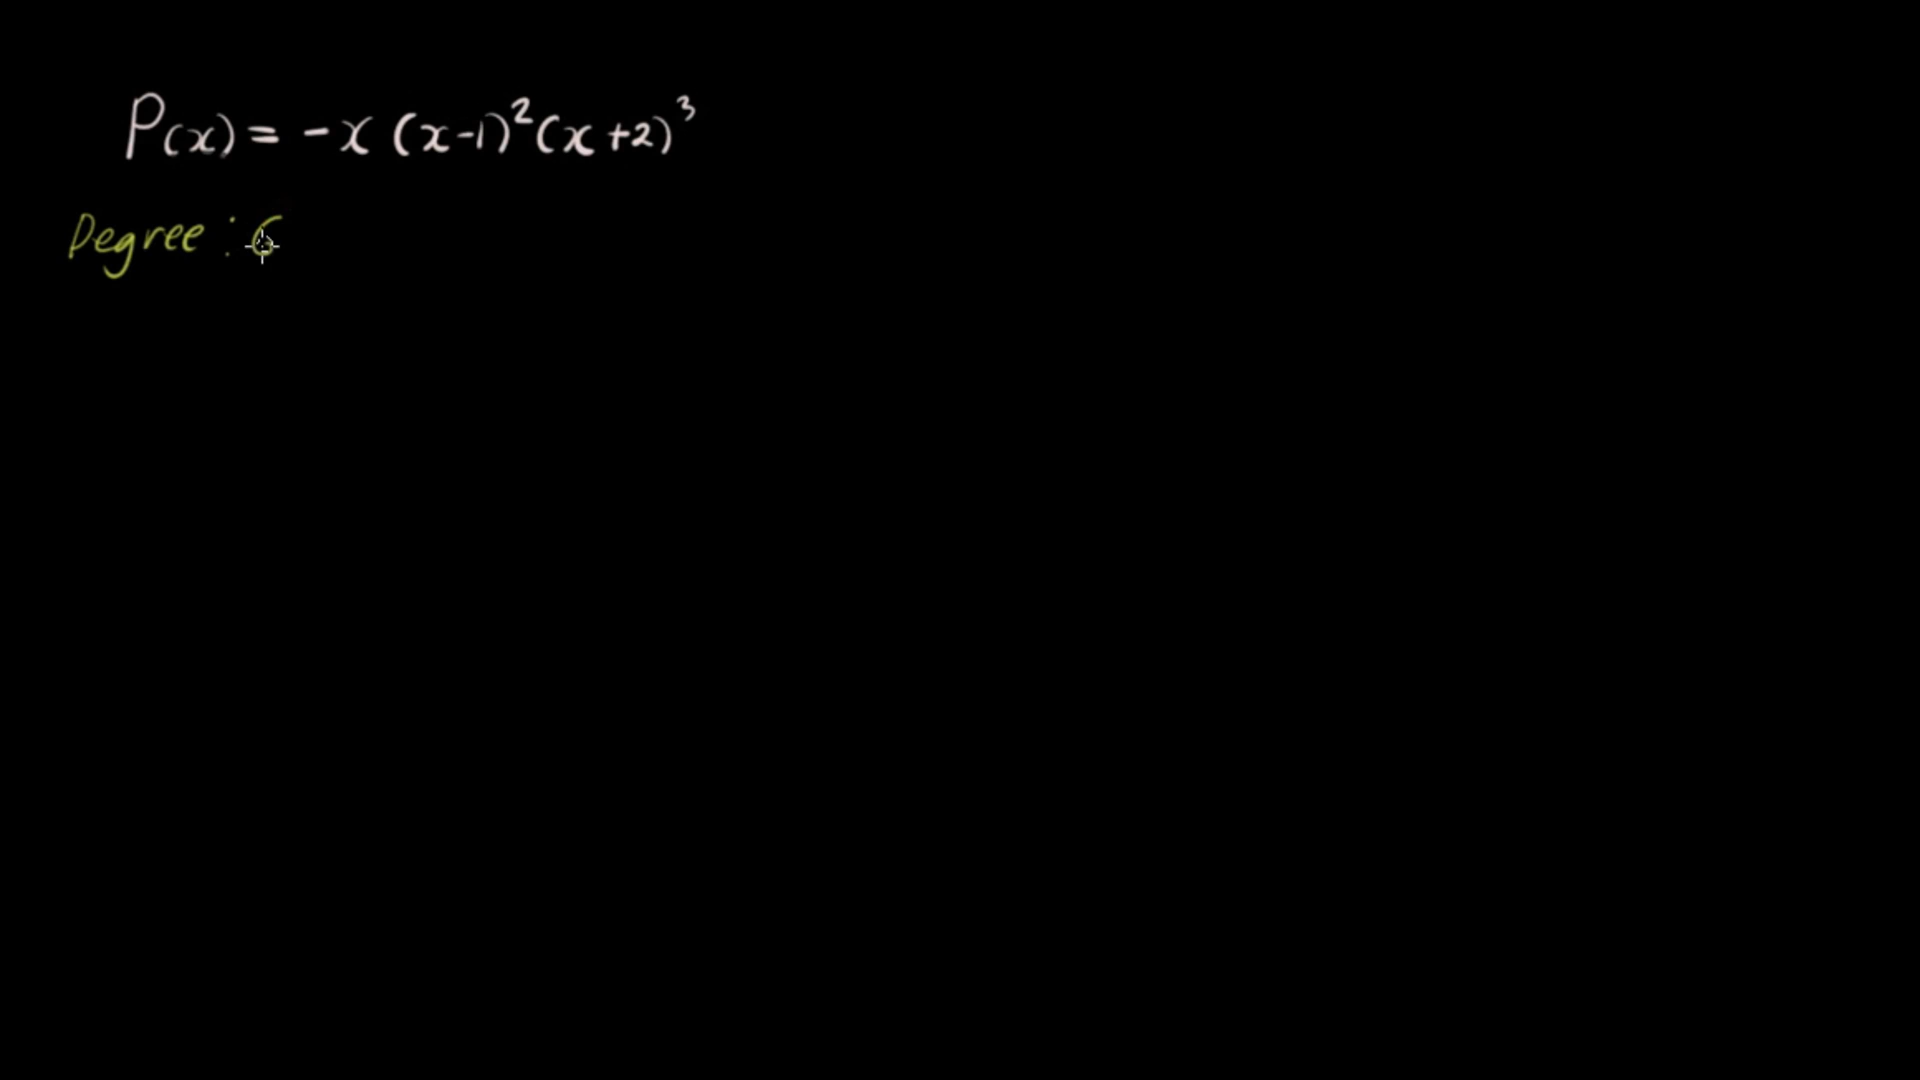 P(x) = -x (x-1)²(x+2)³
Degree : 6